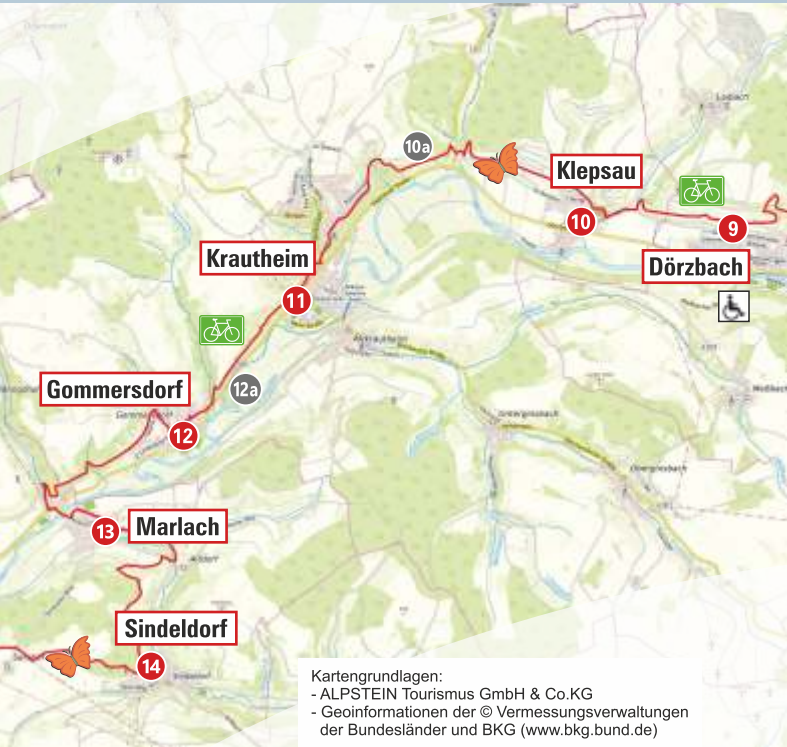 10a
Klepsau
10
9
Dörzbach
Krautheim
11
Gommersdorf
12a
12
Marlach
13
Sindeldorf
14
Kartengrundlagen:
- ALPSTEIN Tourismus GmbH & Co.KG
- Geoinformationen der © Vermessungsverwaltungen
der Bundesländer und BKG (www.bkg.bund.de)